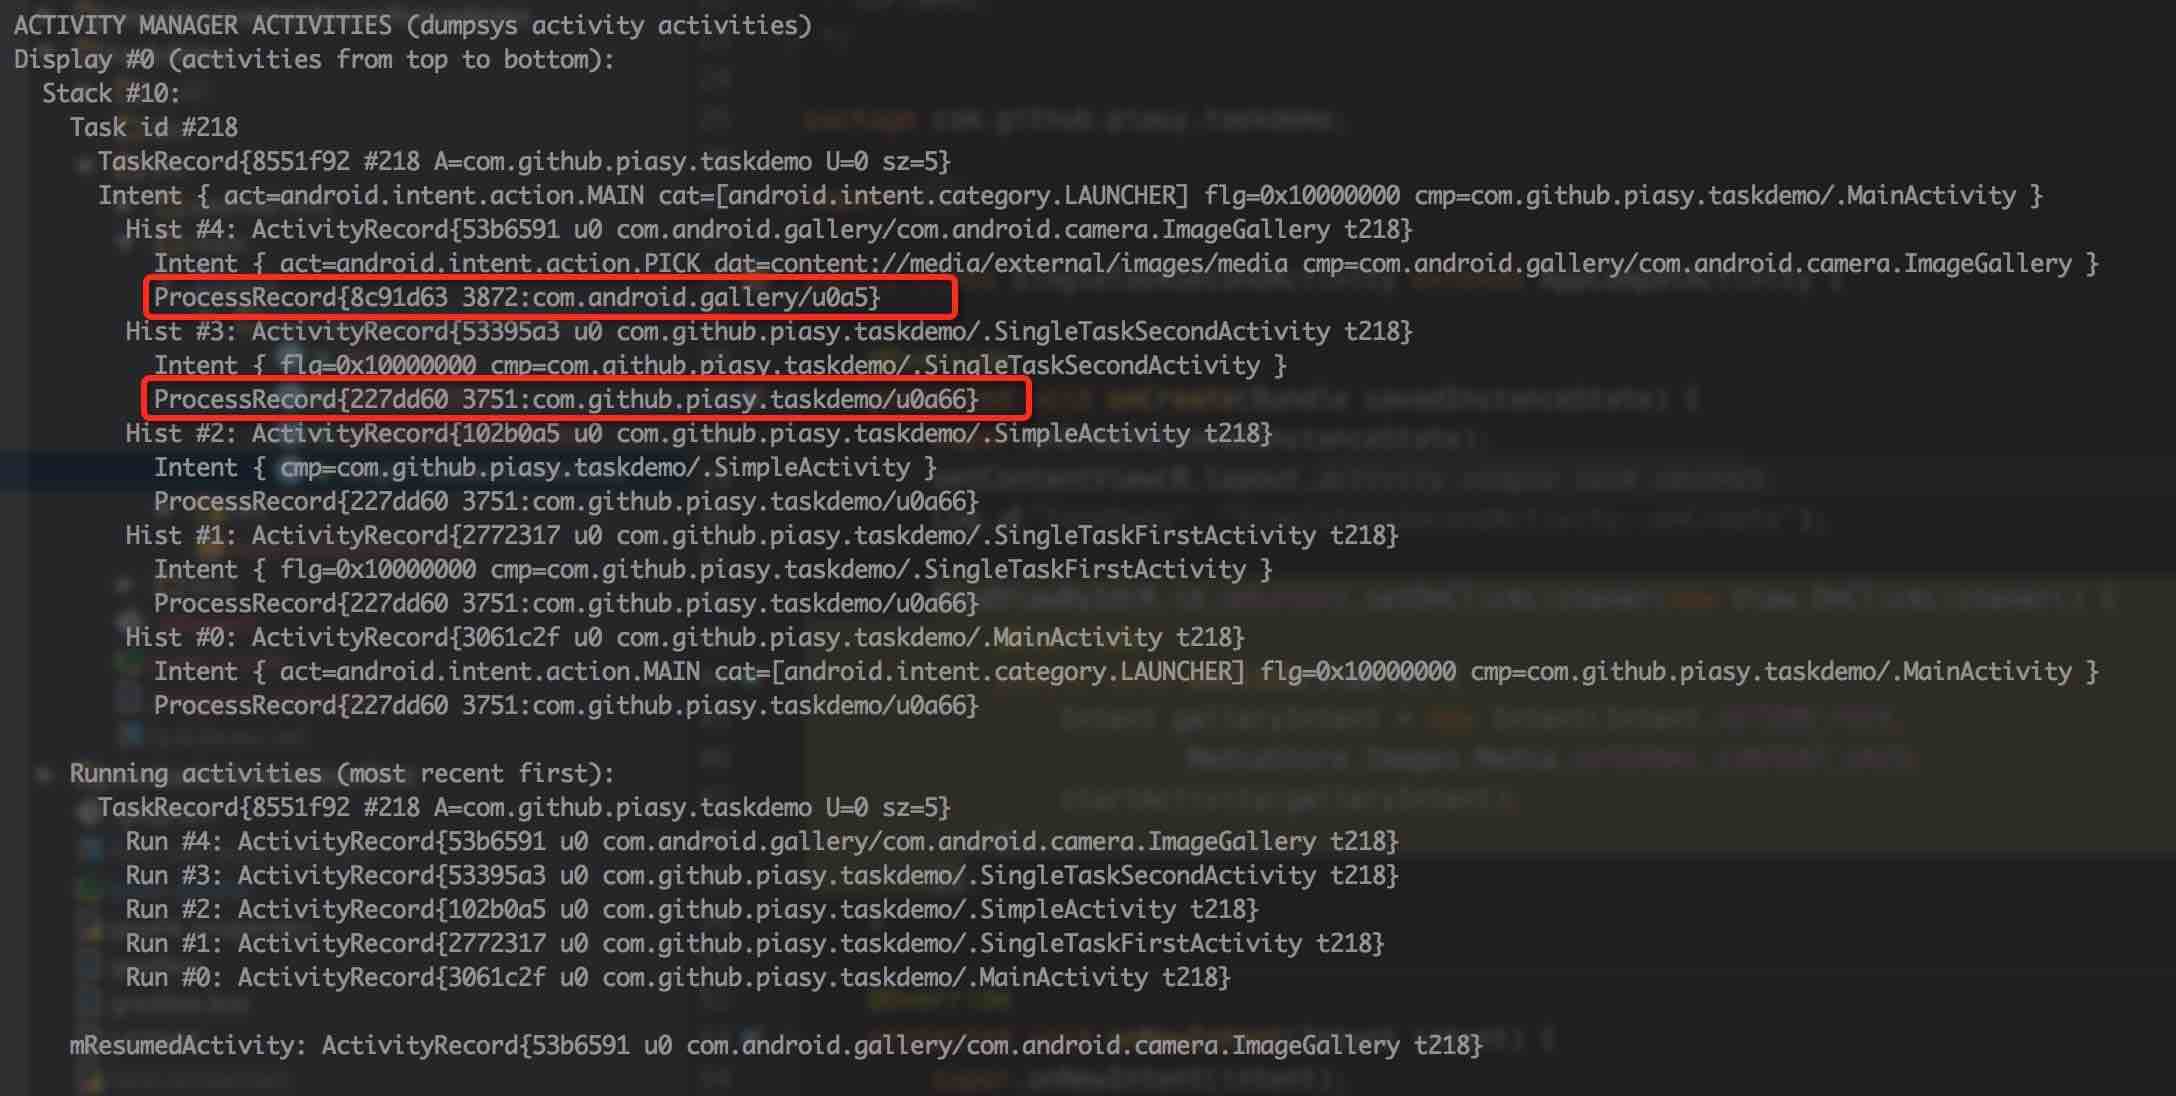 ACTIVITY MANAGER ACTIVITIES (dumpsys activity activities)
Display #0 (activities from top to bottom):
Stack #10:
Task id #218
TaskRecord{8551f92 #218 A=com.github.piasy.taskdemo U=0 sz=5}
Intent { act=android.intent.action.MAIN cat=[android.intent.category.LAUNCHER] flg=0x10000000 cmp=com.github.piasy.taskdemo/.MainActivity }
Hist #4: ActivityRecord{53b6591 u0 com.android.gallery/com.android.camera.ImageGallery t218}
Intent { act=android.intent.action.PICK dat=content://media/external/images/media cmp=com.android.gallery/com.android.camera.ImageGallery }
ProcessRecord{8c91d63 3872:com.android.gallery/u0a5}
Hist #3: ActivityRecord{53395a3 u0 com.github.piasy.taskdemo/.SingleTaskSecondActivity t218}
Intent { flg=0x10000000 cmp=com.github.piasy.taskdemo/.SingleTaskSecondActivity }
ProcessRecord{227dd60 3751:com.github.piasy.taskdemo/u0a66}
Hist #2: ActivityRecord{102b0a5 u0 com.github.piasy.taskdemo/.SimpleActivity t218}
Intent { cmp=com.github.piasy.taskdemo/.SimpleActivity }
ProcessRecord{227dd60 3751:com.github.piasy.taskdemo/u0a66}
Hist #1: ActivityRecord{2772317 u0 com.github.piasy.taskdemo/.SingleTaskFirstActivity t218}
Intent { flg=0x10000000 cmp=com.github.piasy.taskdemo/.SingleTaskFirstActivity }
ProcessRecord{227dd60 3751:com.github.piasy.taskdemo/u0a66}
Hist #0: ActivityRecord{3061c2f u0 com.github.piasy.taskdemo/.MainActivity t218}
Intent { act=android.intent.action.MAIN cat=[android.intent.category.LAUNCHER] flg=0x10000000 cmp=com.github.piasy.taskdemo/.MainActivity }
ProcessRecord{227dd60 3751:com.github.piasy.taskdemo/u0a66}
Running activities (most recent first):
TaskRecord{8551f92 #218 A=com.github.piasy.taskdemo U=0 sz=5}
Run #4: ActivityRecord{53b6591 u0 com.android.gallery/com.android.camera.ImageGallery t218}
Run #3: ActivityRecord{53395a3 u0 com.github.piasy.taskdemo/.SingleTaskSecondActivity t218}
Run #2: ActivityRecord{102b0a5 u0 com.github.piasy.taskdemo/.SimpleActivity t218}
Run #1: ActivityRecord{2772317 u0 com.github.piasy.taskdemo/.SingleTaskFirstActivity t218}
Run #0: ActivityRecord{3061c2f u0 com.github.piasy.taskdemo/.MainActivity t218}
mResumedActivity: ActivityRecord{53b6591 u0 com.android.gallery/com.android.camera.ImageGallery t218}